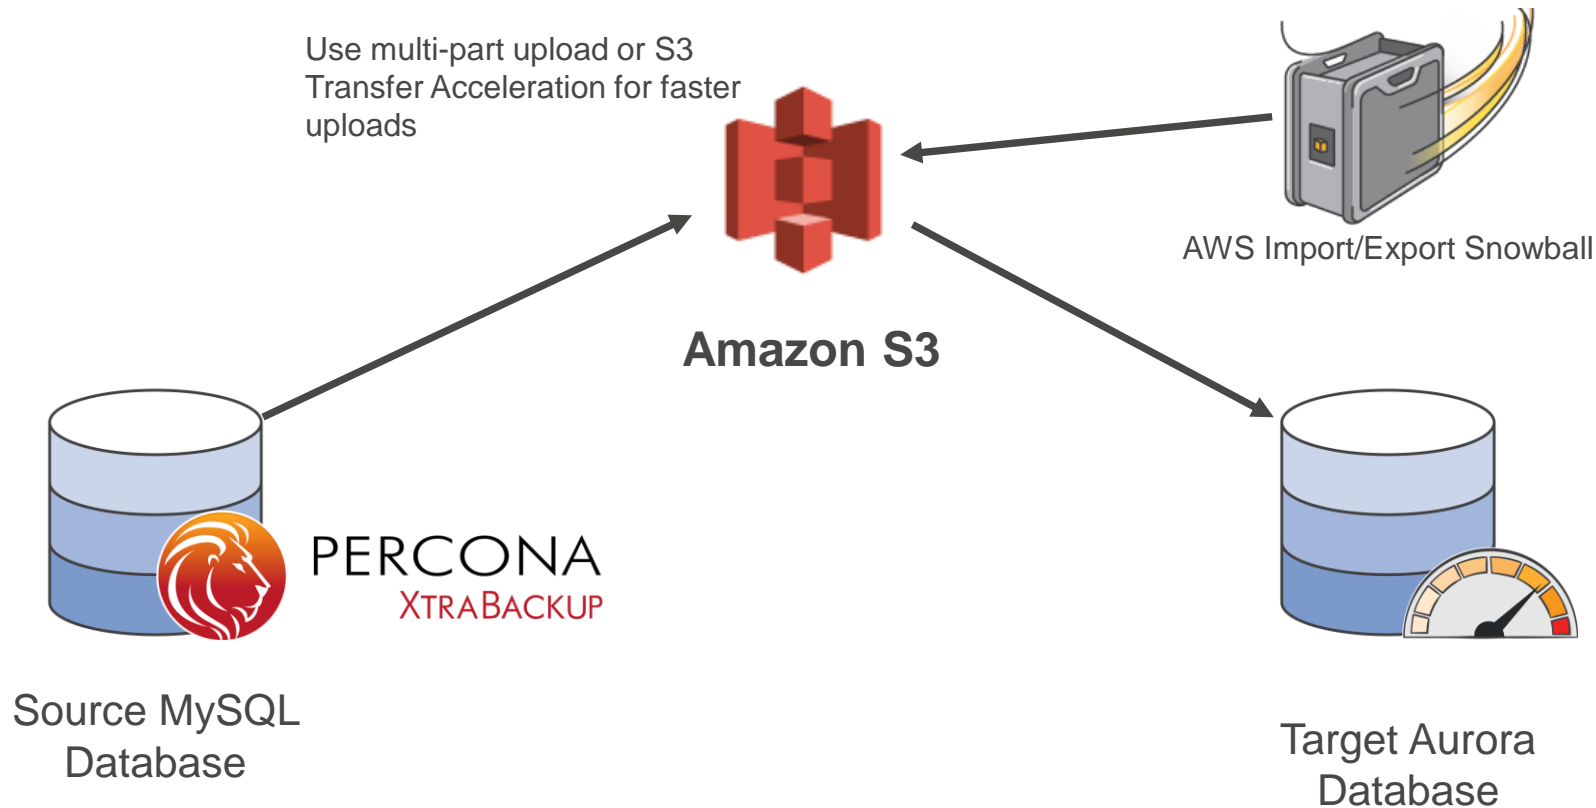 Use multi-part upload or S3
Transfer Acceleration for faster
uploads
AWS Import/Export Snowball
Amazon S3
PERCONA
XTRABACKUP
Source MySQL
Database
Target Aurora
Database